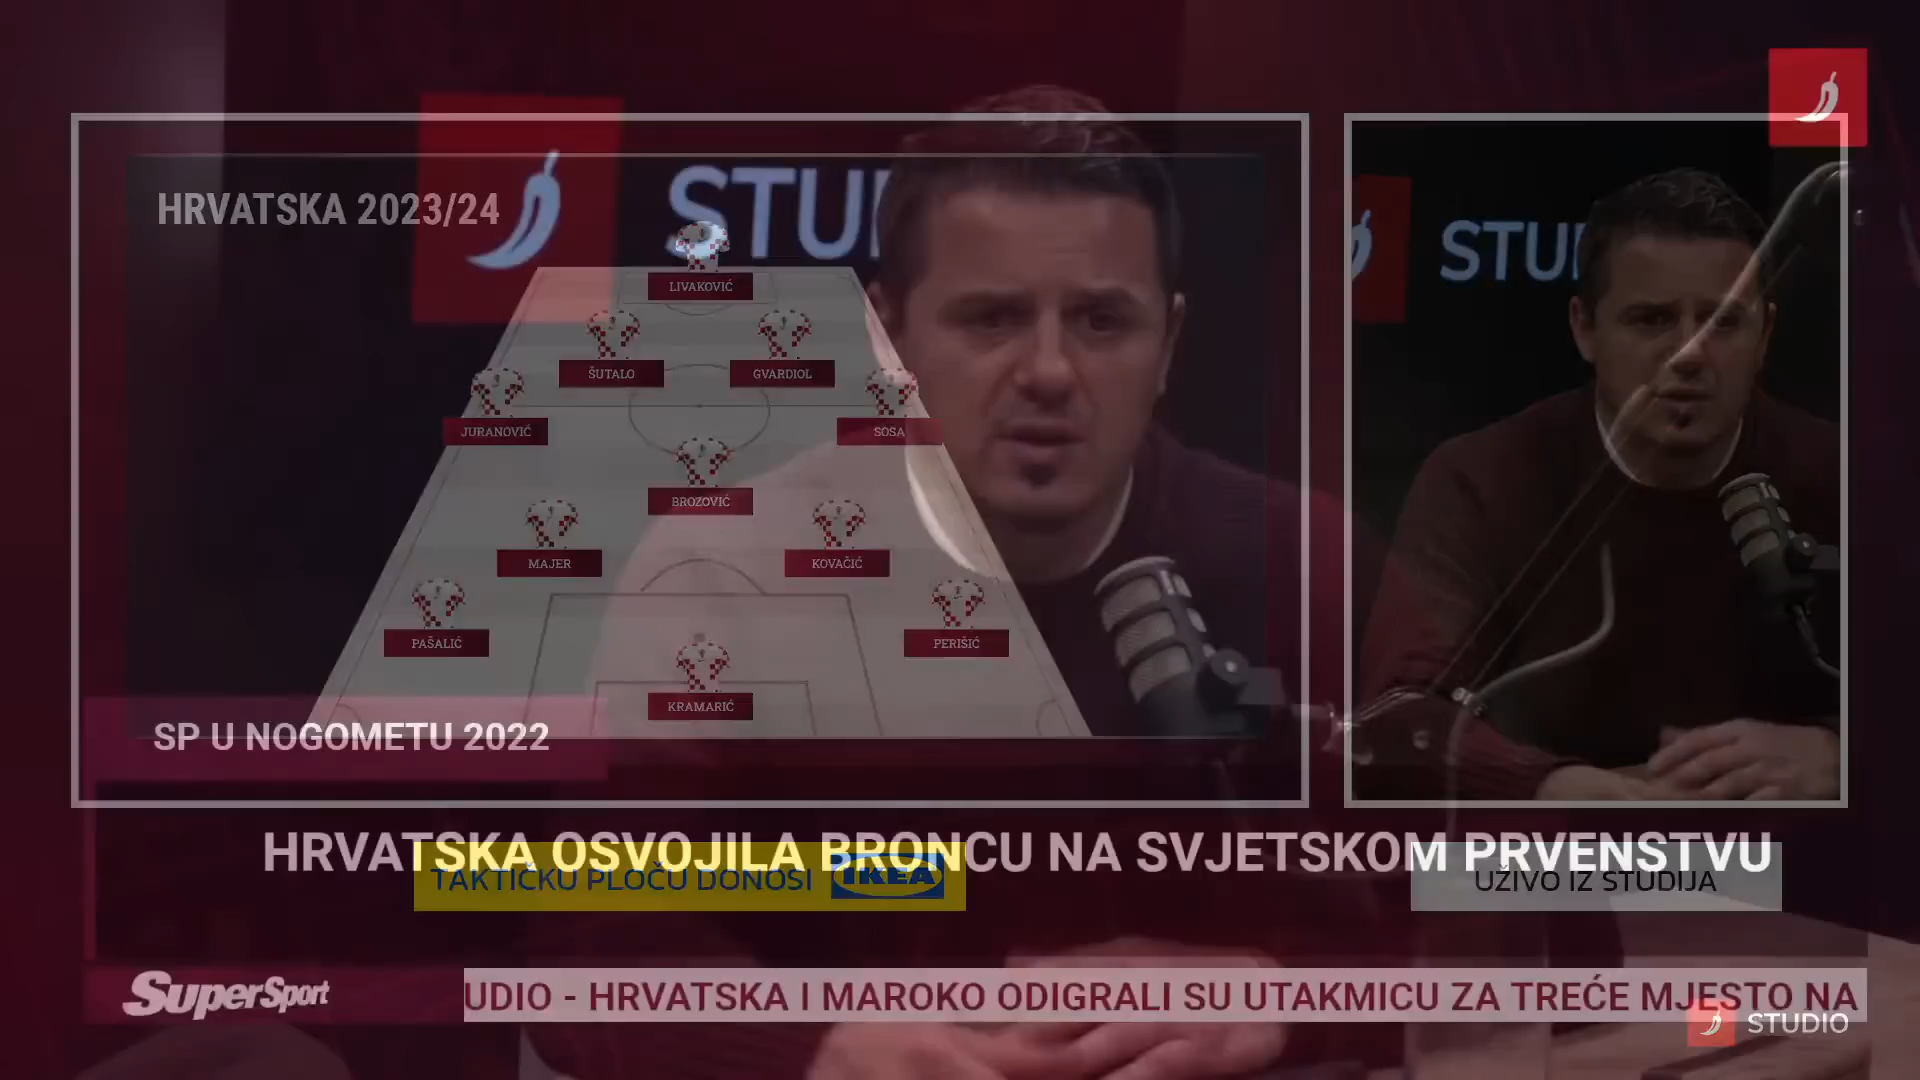 HRVATSKA 2023/24
STUD
STUD
LIVAKOVIĆ
ŠUTALO
GVARDIOL
JURANOVIĆ
SOSA
BROZOVIĆ
MAJER
KOVAČIĆ
PAŠALIĆ
PERIŠIĆ
KRAMARIĆ
SP U NOGOMETU 2022
HRVATSKA OSVOJILA BRONCU NA SVJETSKOM PRVENSTVU
TAKTIČKU PLOČU DONOSI IKEA
UŽIVO IZ STUDIJA
SuperSport
UDIO - HRVATSKA I MAROKO ODIGRALI SU UTAKMICU ZA TREĆE MJESTO NA
STUDIO